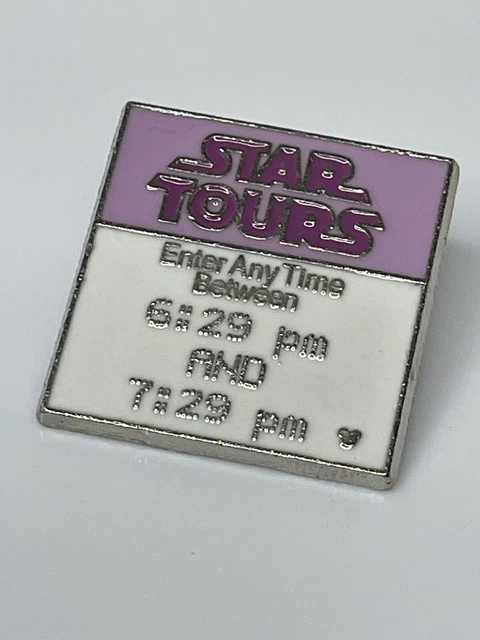 STAR
TOURS
Enter Any Time
Between
6:29 pm
AND
7:29 pm